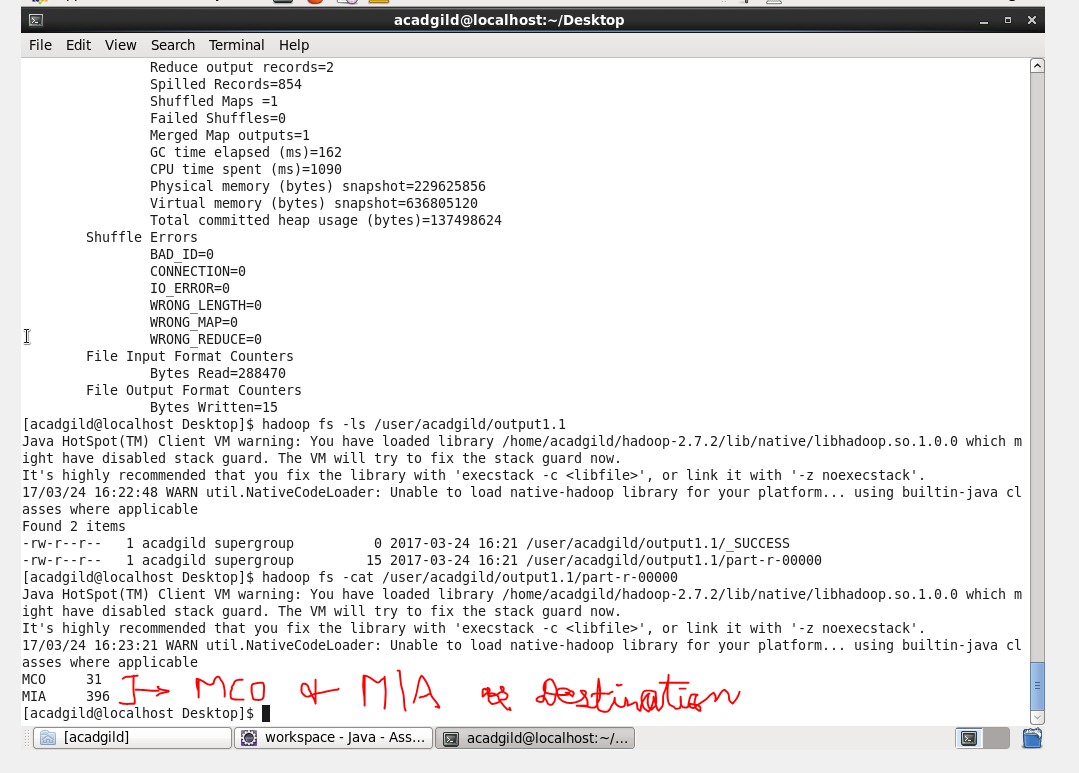 acadgild@localhost:~/Desktop
File Edit View Search Terminal Help
Reduce output records=2
Spilled Records=854
Shuffled Maps =1
Failed Shuffles=0
Merged Map outputs=1
GC time elapsed (ms)=162
CPU time spent (ms)=1090
Physical memory (bytes) snapshot=229625856
Virtual memory (bytes) snapshot=636805120
Total committed heap usage (bytes)=137498624
Shuffle Errors
BAD_ID=0
CONNECTION=0
IO_ERROR=0
WRONG_LENGTH=0
WRONG_MAP=0
WRONG_REDUCE=0
File Input Format Counters
Bytes Read=288470
File Output Format Counters
Bytes Written=15
[acadgild@localhost Desktop]$ hadoop fs -ls /user/acadgild/output1.1
Java HotSpot(TM) Client VM warning: You have loaded library /home/acadgild/hadoop-2.7.2/lib/native/libhadoop.so.1.0.0 which m
ight have disabled stack guard. The VM will try to fix the stack guard now.
It's highly recommended that you fix the library with 'execstack -c <libfile>', or link it with '-z noexecstack'.
17/03/24 16:22:48 WARN util.NativeCodeLoader: Unable to load native-hadoop library for your platform... using builtin-java cl
asses where applicable
Found 2 items
-rw-r--r-- 1 acadgild supergroup 0 2017-03-24 16:21 /user/acadgild/output1.1/_SUCCESS
-rw-r--r-- 1 acadgild supergroup 15 2017-03-24 16:21 /user/acadgild/output1.1/part-r-00000
[acadgild@localhost Desktop]$ hadoop fs -cat /user/acadgild/output1.1/part-r-00000
Java HotSpot(TM) Client VM warning: You have loaded library /home/acadgild/hadoop-2.7.2/lib/native/libhadoop.so.1.0.0 which m
ight have disabled stack guard. The VM will try to fix the stack guard now.
It's highly recommended that you fix the library with 'execstack -c <libfile>', or link it with '-z noexecstack'.
17/03/24 16:23:21 WARN util.NativeCodeLoader: Unable to load native-hadoop library for your platform... using builtin-java cl
asses where applicable
MCO 31
MIA 396
MCO & MIA Destination
[acadgild@localhost Desktop]$
[acadgild] workspace - Java - Ass... acadgild@localhost:~/...